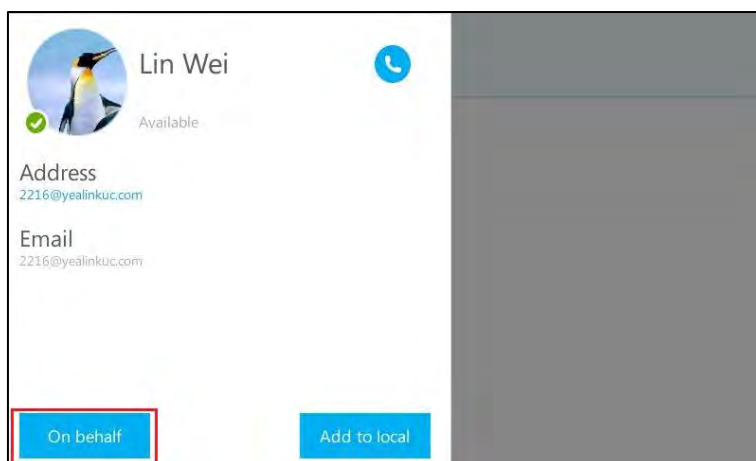 Lin Wei
Available
Address
2216@yealinkuc.com
Email
2216@yealinkuc.com
On behalf
Add to local